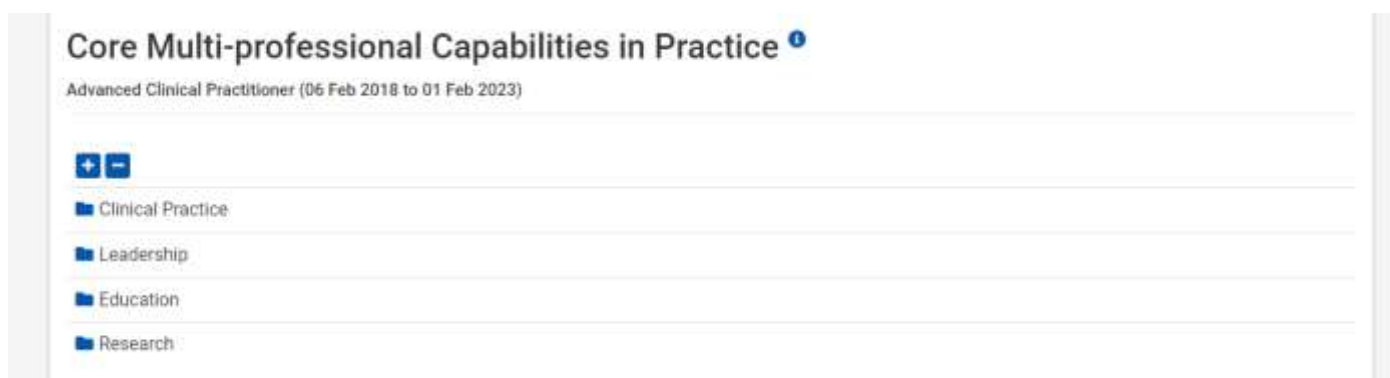 Core Multi-professional Capabilities in Practice
Advanced Clinical Practitioner (06 Feb 2018 to 01 Feb 2023)
Clinical Practice
Leadership
Education
Research